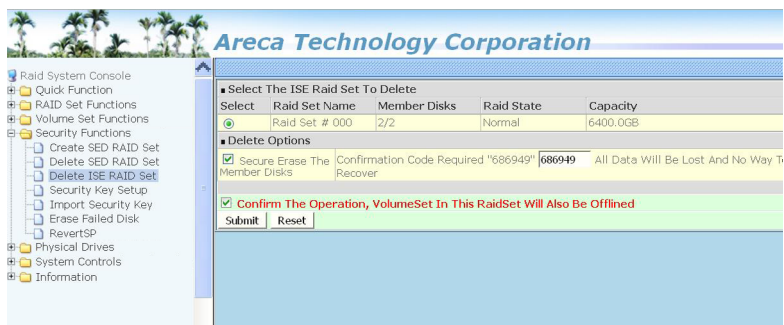 Areca Technology Corporation
Raid System Console
Quick Function
RAID Set Functions
Volume Set Functions
Security Functions
Create SED RAID Set
Delete SED RAID Set
Delete ISE RAID Set
Security Key Setup
Import Security Key
Erase Failed Disk
RevertSP
Physical Drives
System Controls
Information
Select The ISE Raid Set To Delete
Select Raid Set Name Member Disks Raid State Capacity
Raid Set # 000 2/2 Normal 6400.0GB
Delete Options
Secure Erase The Member Disks
Confirmation Code Required "686949" 686949 All Data Will Be Lost And No Way T
Recover
Confirm The Operation, VolumeSet In This RaidSet Will Also Be Offlined
Submit Reset